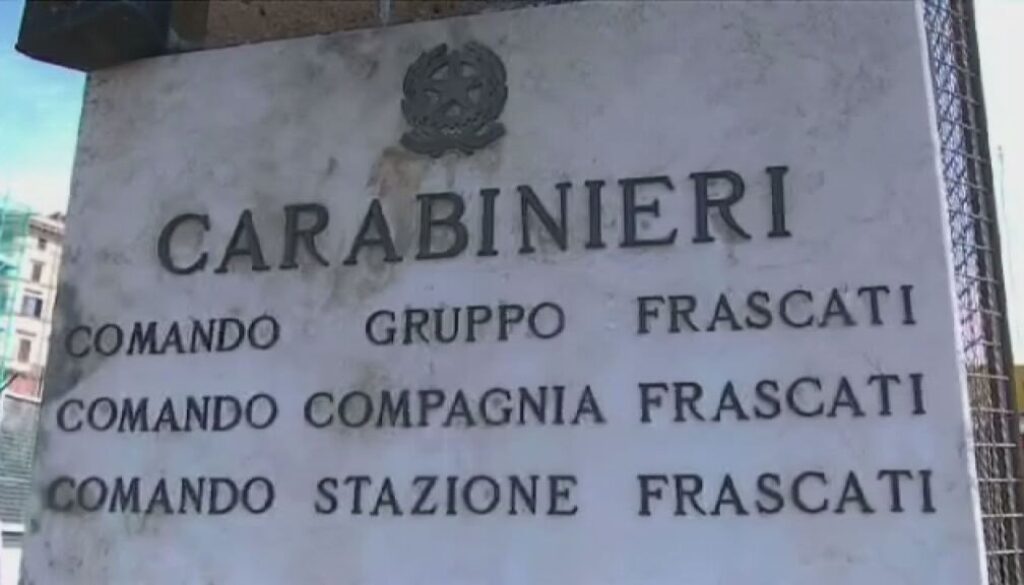 CARABINIERI
COMANDO GRUPPO FRASCATI
COMANDO COMPAGNIA FRASCATI
COMANDO STAZIONE FRASCATI